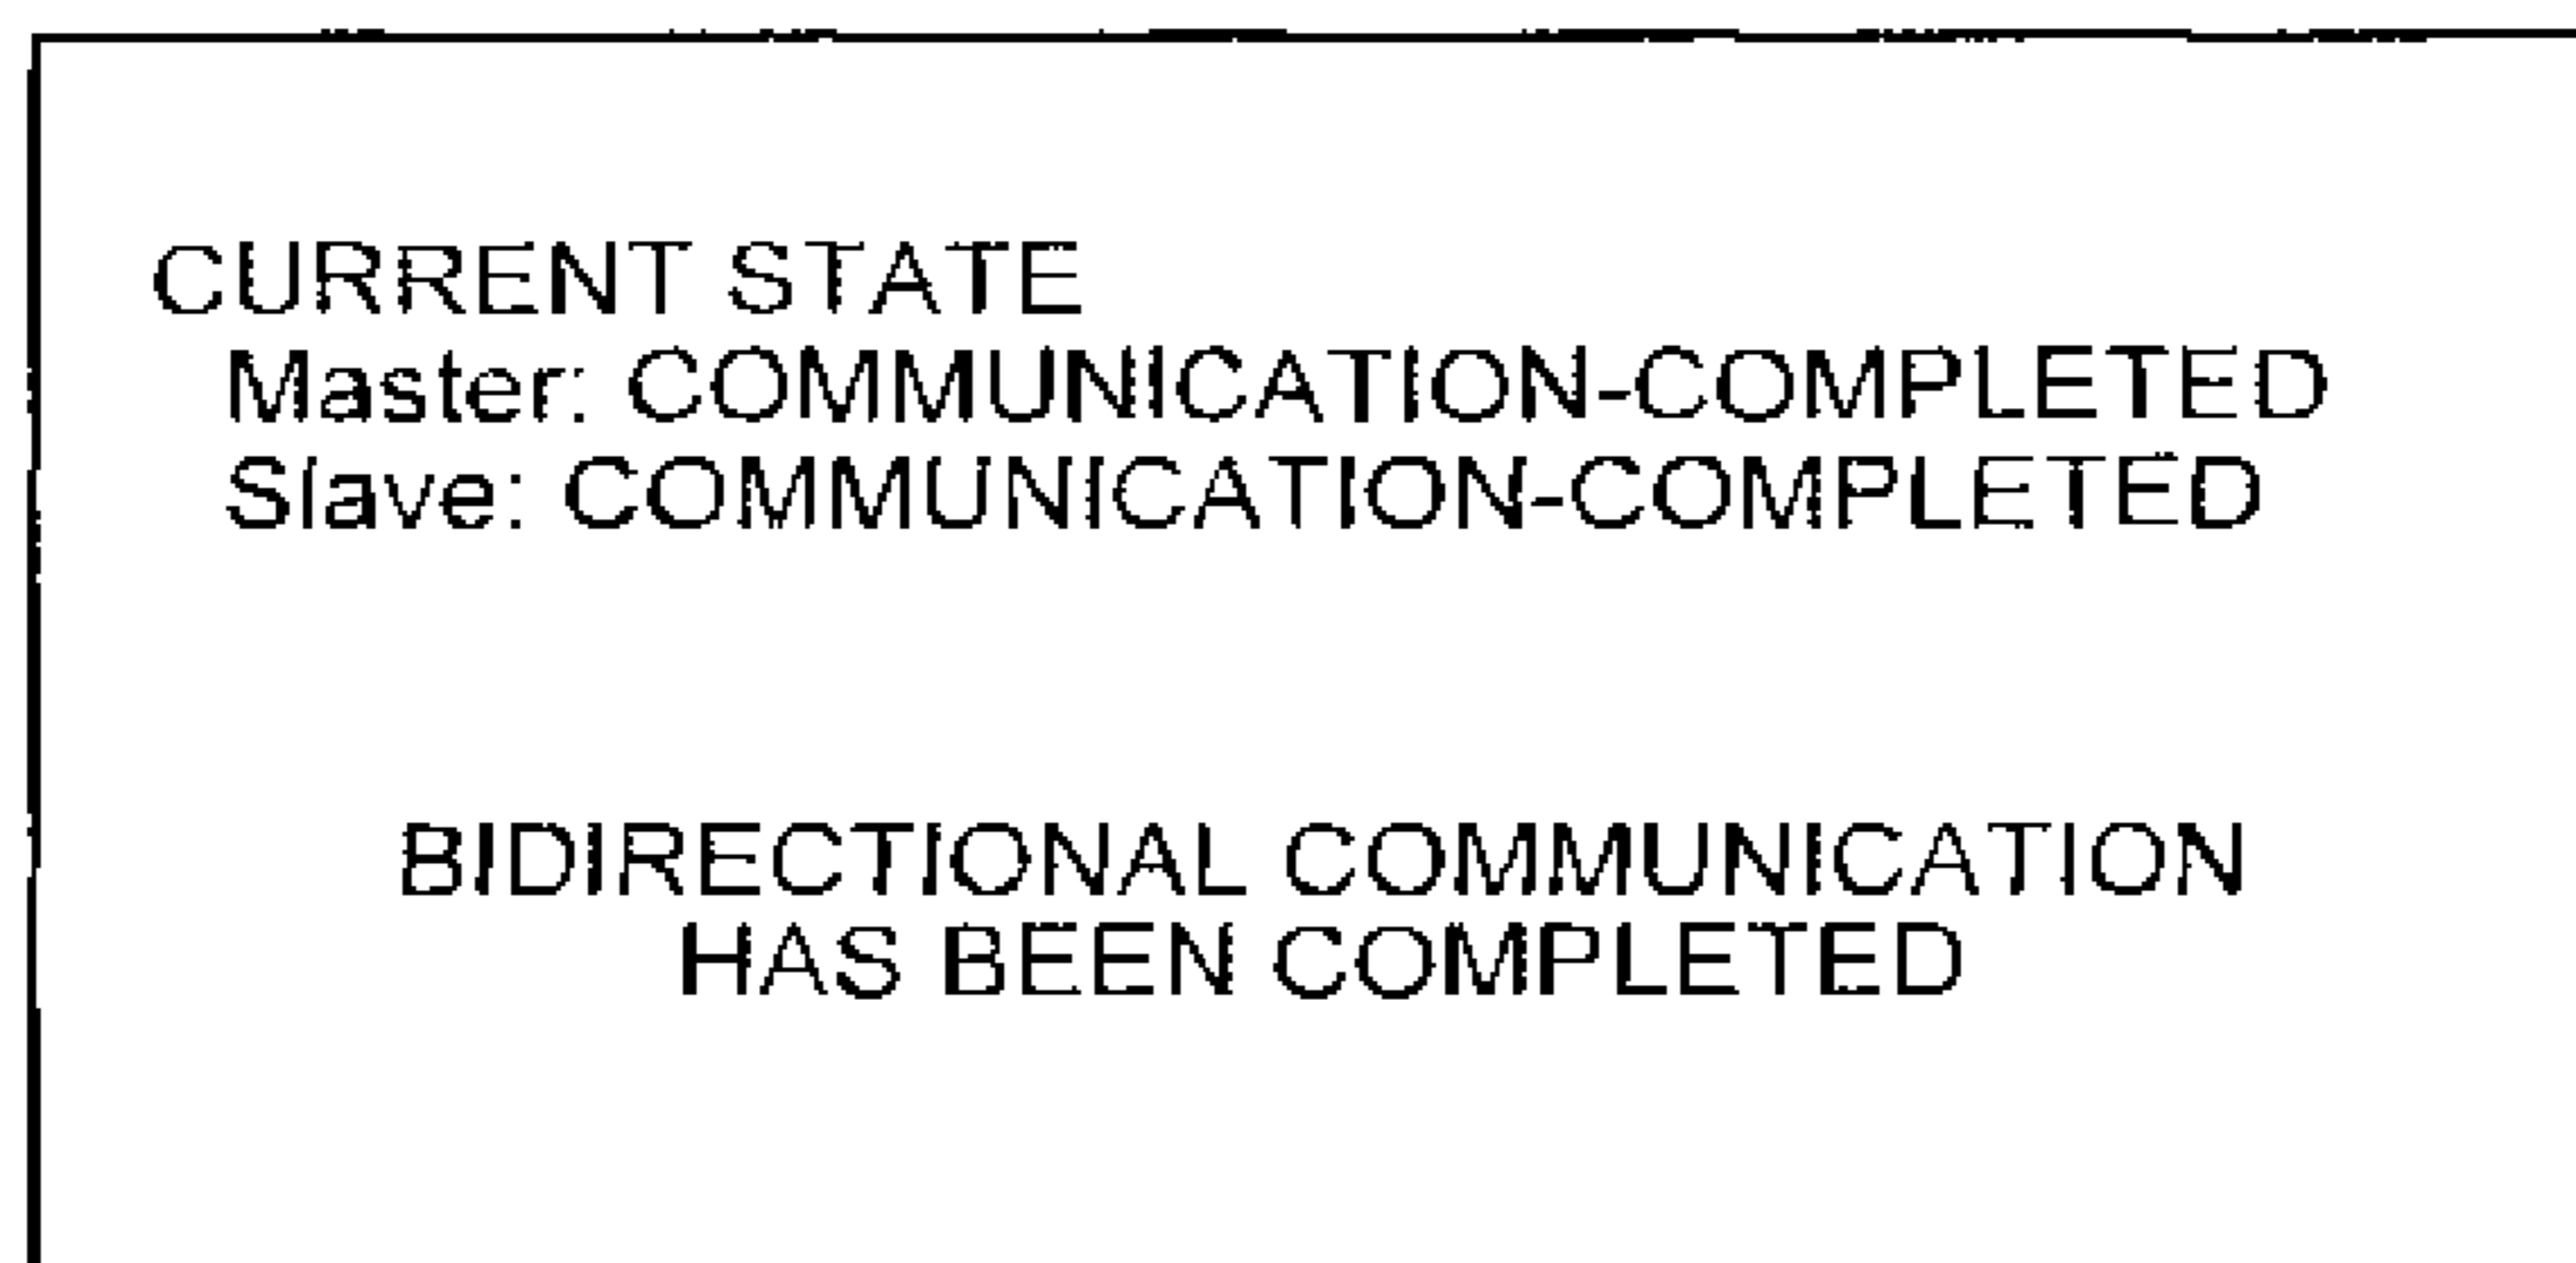 CURRENT STATE
Master: COMMUNICATION-COMPLETED
Slave: COMMUNICATION-COMPLETED
BIDIRECTIONAL COMMUNICATION
HAS BEEN COMPLETED